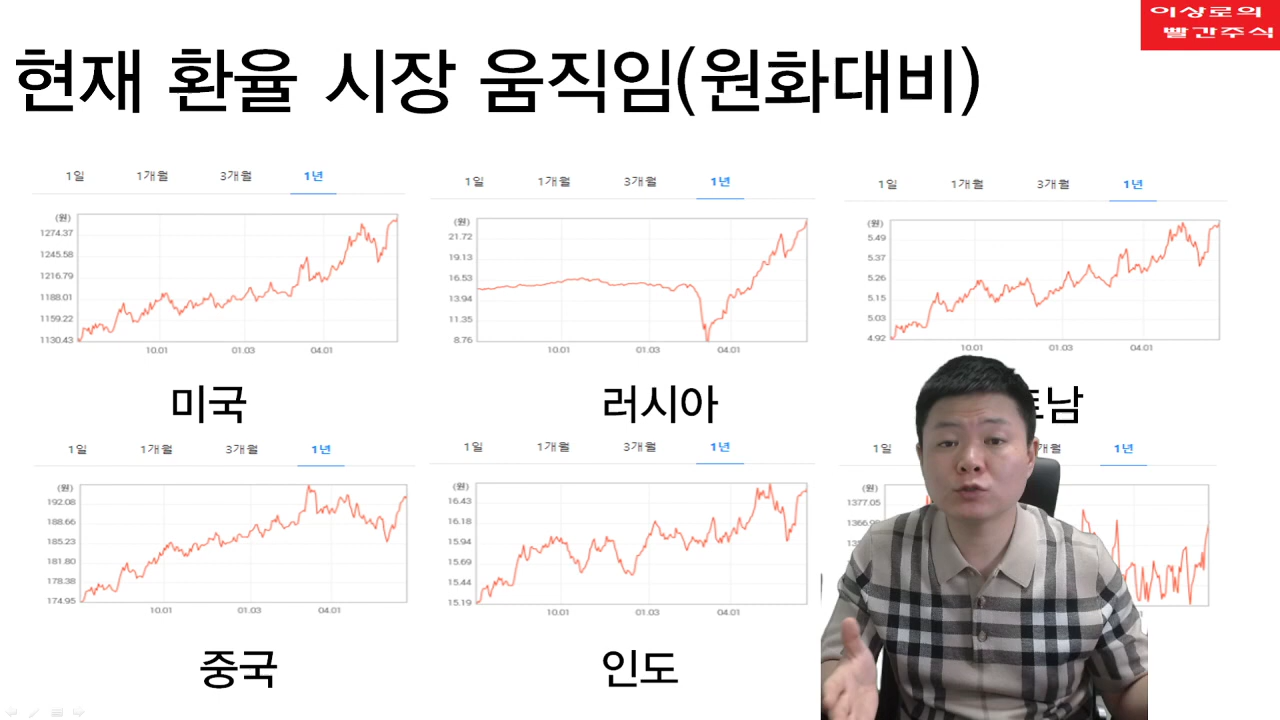 이상로의
빨간주식
현재 환율 시장 움직임(원화대비)
1일 1개월 3개월 1년
(원)
1274.37
1245.58
1216.79
1188.01
1159.22
1130.43
10.01 01.03 04.01
미국
1일 1개월 3개월 1년
(원)
21.72
19.13
16.53
13.94
11.35
8.76
10.01 01.03 04.01
러시아
1일 1개월 3개월 1년
(원)
5.49
5.37
5.26
5.15
5.03
4.92
10.01 01.03 04.01
트남
1일 1개월 3개월 1년
(원)
192.08
188.66
185.23
181.80
178.38
174.95
10.01 01.03 04.01
중국
1일 1개월 3개월 1년
(원)
16.43
16.18
15.94
15.69
15.44
15.19
10.01 01.03 04.01
인도
1일 개월 1년
(원)
1377.05